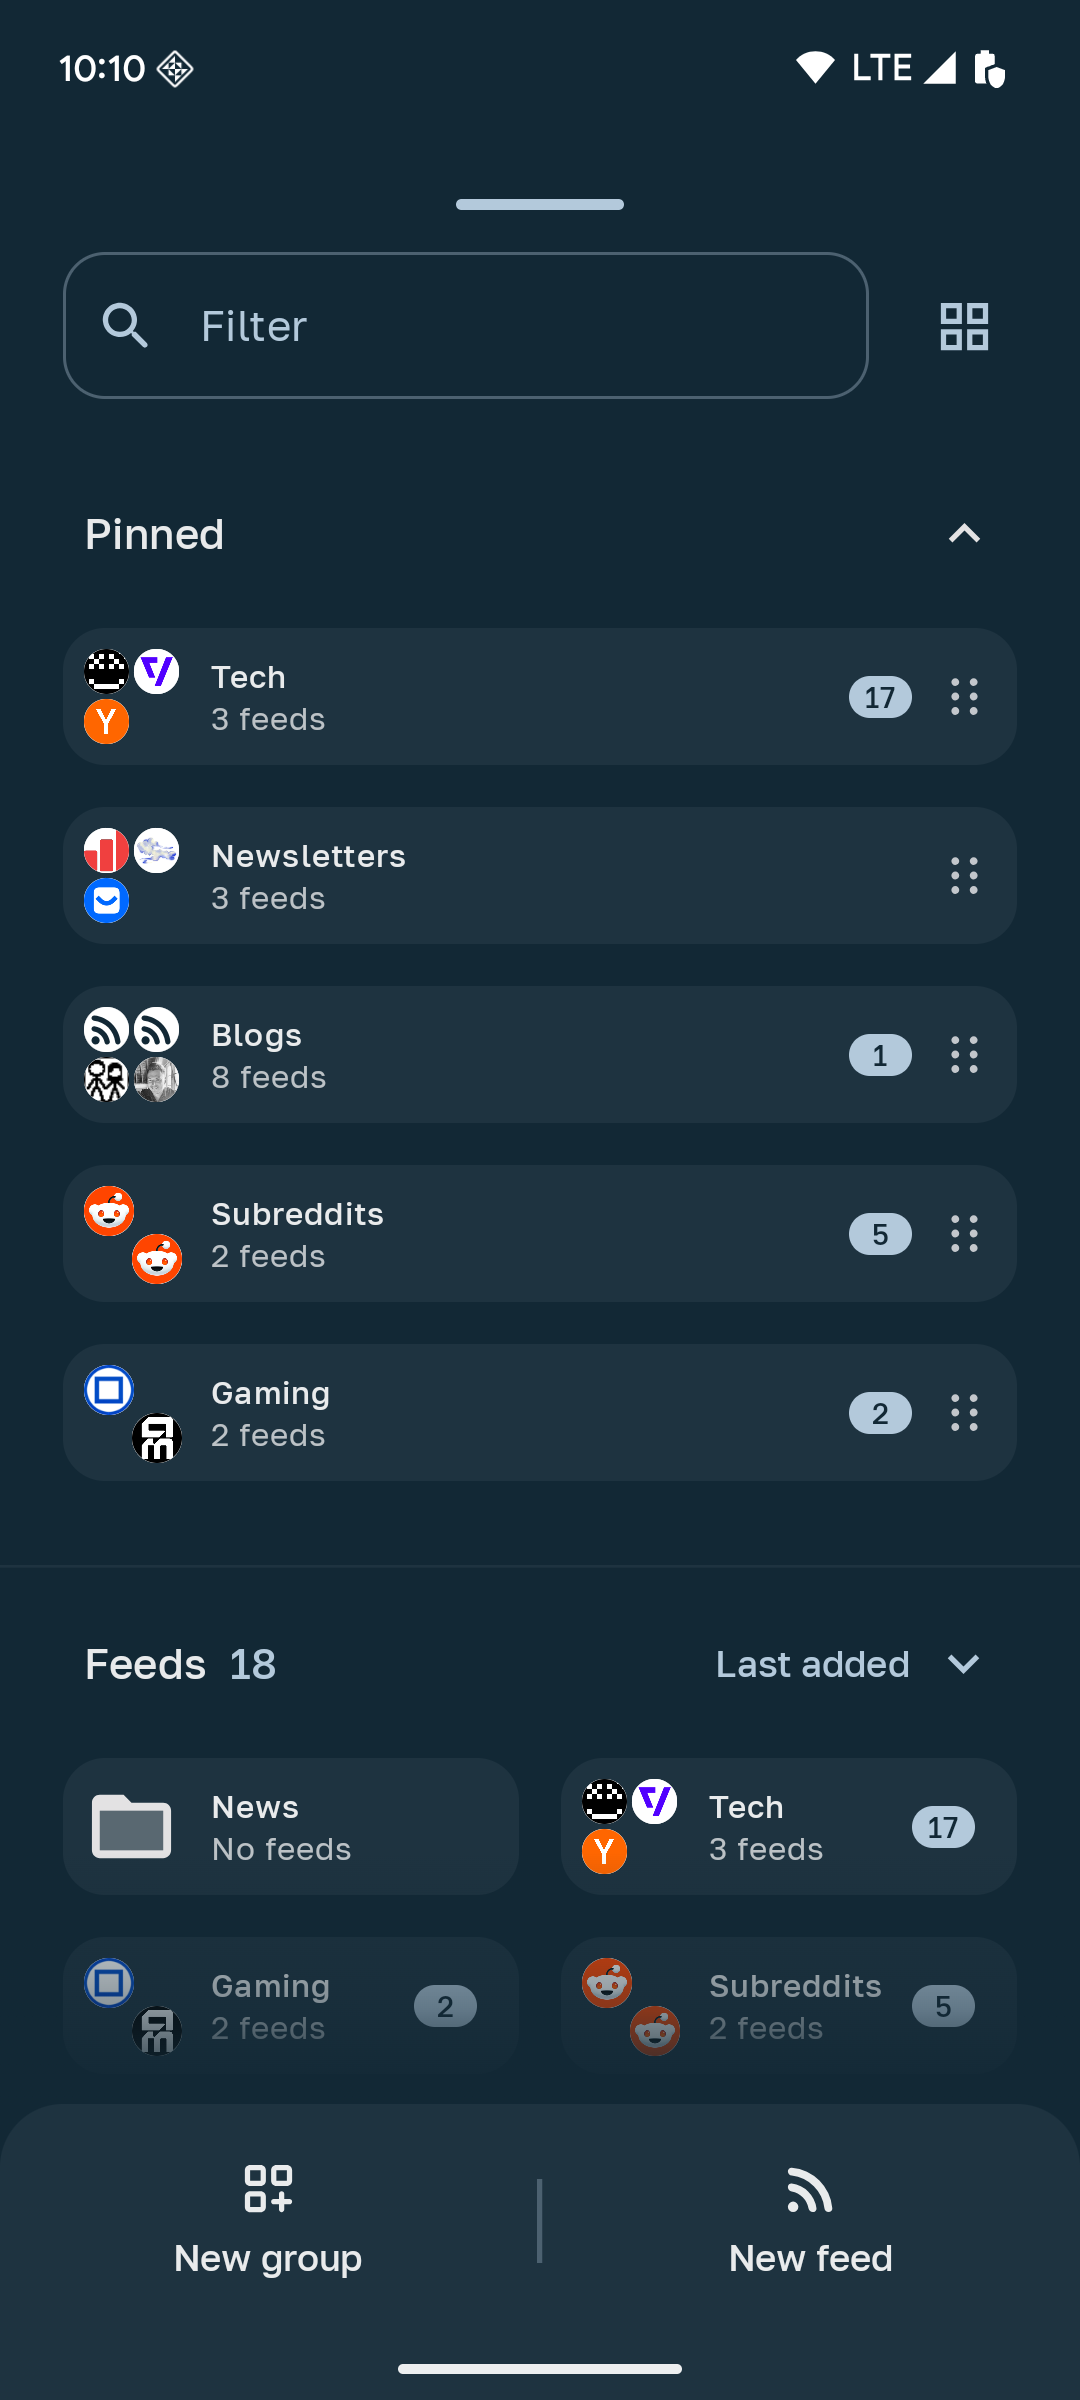 10:10 LTE
Filter
Pinned
Tech
3 feeds
17
Newsletters
3 feeds
Blogs
8 feeds
1
Subreddits
2 feeds
5
Gaming
2 feeds
2
Feeds 18 Last added
News
No feeds
Tech
3 feeds
17
Gaming
2 feeds
2
Subreddits
2 feeds
5
New group
New feed